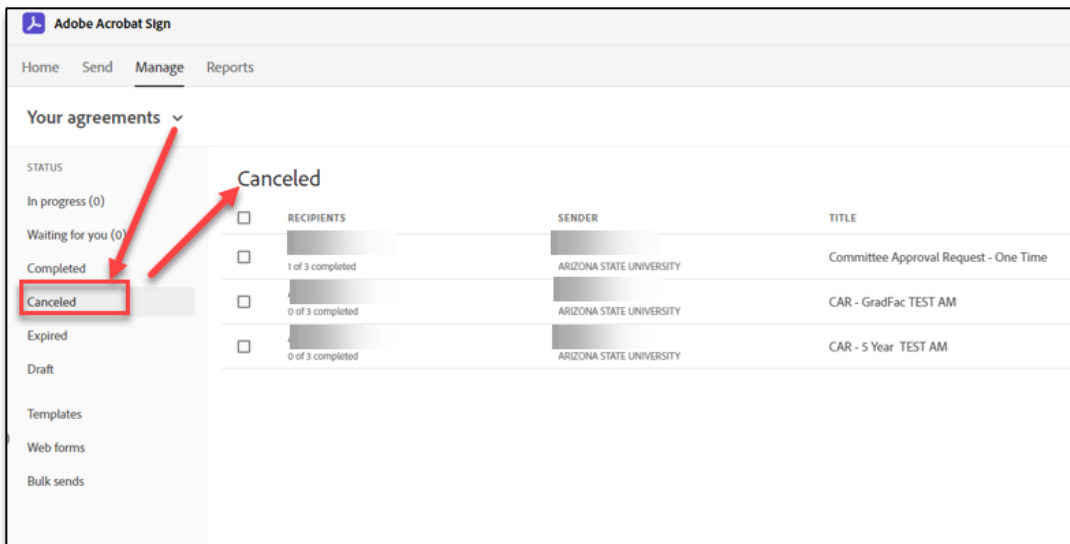 Adobe Acrobat Sign
Home Send Manage Reports
Your agreements
STATUS
In progress (0)
Waiting for you (0)
Completed
Canceled
Expired
Draft
Templates
Web forms
Bulk sends
Canceled
RECIPIENTS SENDER TITLE
1 of 3 completed ARIZONA STATE UNIVERSITY Committee Approval Request - One Time
0 of 3 completed ARIZONA STATE UNIVERSITY CAR - GradFac TEST AM
0 of 3 completed ARIZONA STATE UNIVERSITY CAR - 5 Year TEST AM